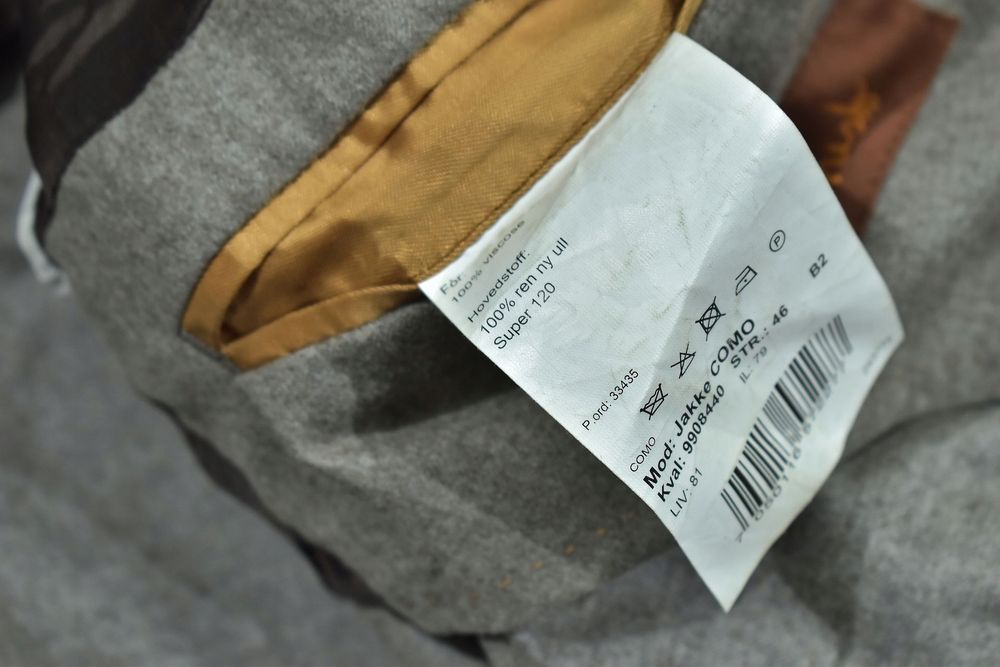 Fôr:
100% viscose
Hovedstoff:
100% ren ny ull
Super 120
P.ord: 33435
P
B2
COMO
Mod: Jakke COMO
Kval: 9908440 STR.: 46
LIV: 81 IL: 79